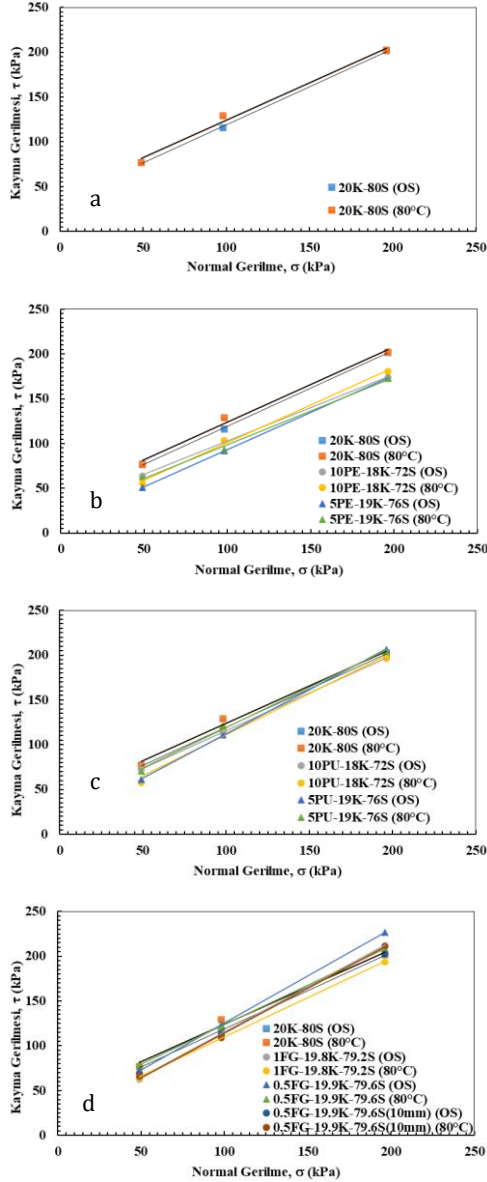 250
200
150
100
50
0
Kayma Gerilmesi, τ (kPa)
a
20K-80S (OS)
20K-80S (80°C)
0 50 100 150 200 250
Normal Gerilme, σ (kPa)
250
200
150
100
50
0
Kayma Gerilmesi, τ (kPa)
b
20K-80S (OS)
20K-80S (80°C)
10PE-18K-72S (OS)
10PE-18K-72S (80°C)
5PE-19K-76S (OS)
5PE-19K-76S (80°C)
0 50 100 150 200 250
Normal Gerilme, σ (kPa)
250
200
150
100
50
0
Kayma Gerilmesi, τ (kPa)
c
20K-80S (OS)
20K-80S (80°C)
10PU-18K-72S (OS)
10PU-18K-72S (80°C)
5PU-19K-76S (OS)
5PU-19K-76S (80°C)
0 50 100 150 200 250
Normal Gerilme, σ (kPa)
250
200
150
100
50
0
Kayma Gerilmesi, τ (kPa)
d
20K-80S (OS)
20K-80S (80°C)
1FG-19.8K-79.2S (OS)
1FG-19.8K-79.2S (80°C)
0.5FG-19.9K-79.6S (OS)
0.5FG-19.9K-79.6S (80°C)
0.5FG-19.9K-79.6S(10mm) (OS)
0.5FG-19.9K-79.6S(10mm) (80°C)
0 50 100 150 200 250
Normal Gerilme, σ (kPa)